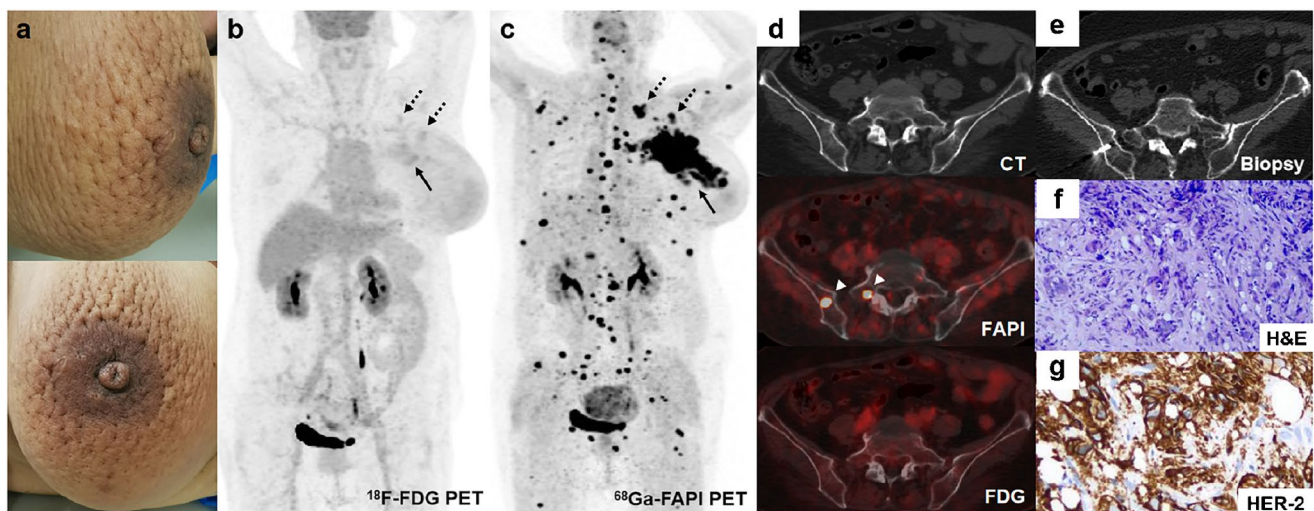 a
b
c
d
e
f
g
¹⁸F-FDG PET
⁶⁸Ga-FAPI PET
CT
FAPI
FDG
Biopsy
H&E
HER-2